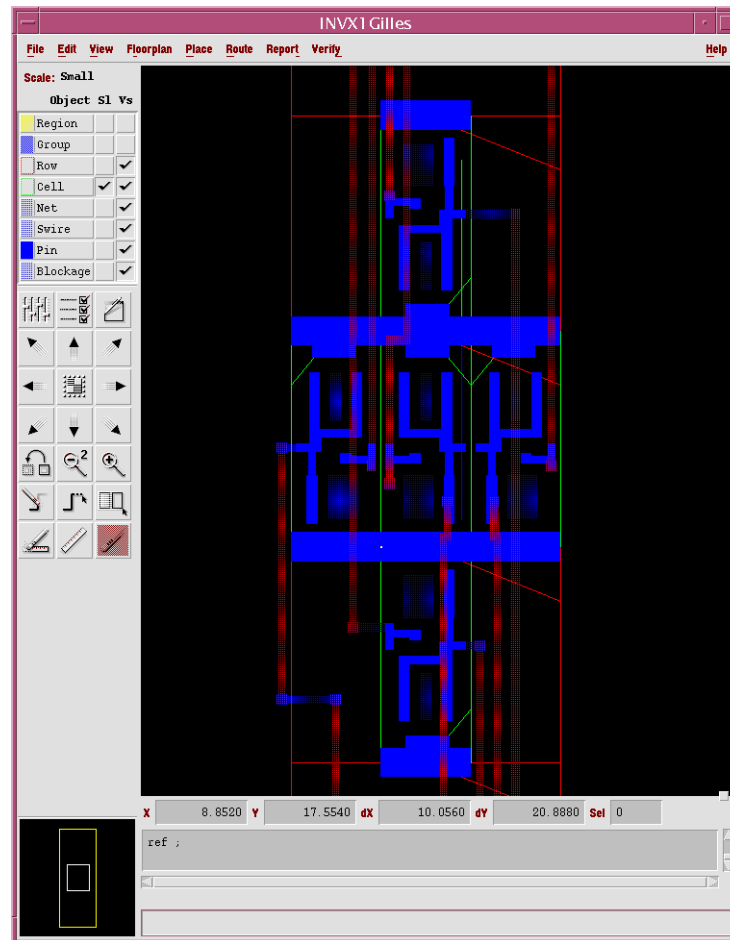 INVX1Gilles
File Edit View Floorplan Place Route Report Verify Help
Scale: Small
Object Sl Vs
Region
Group
Row
Cell
Net
Swire
Pin
Blockage
2
X 8.8520 Y 17.5540 dX 10.0560 dY 20.8880 Sel 0
ref ;